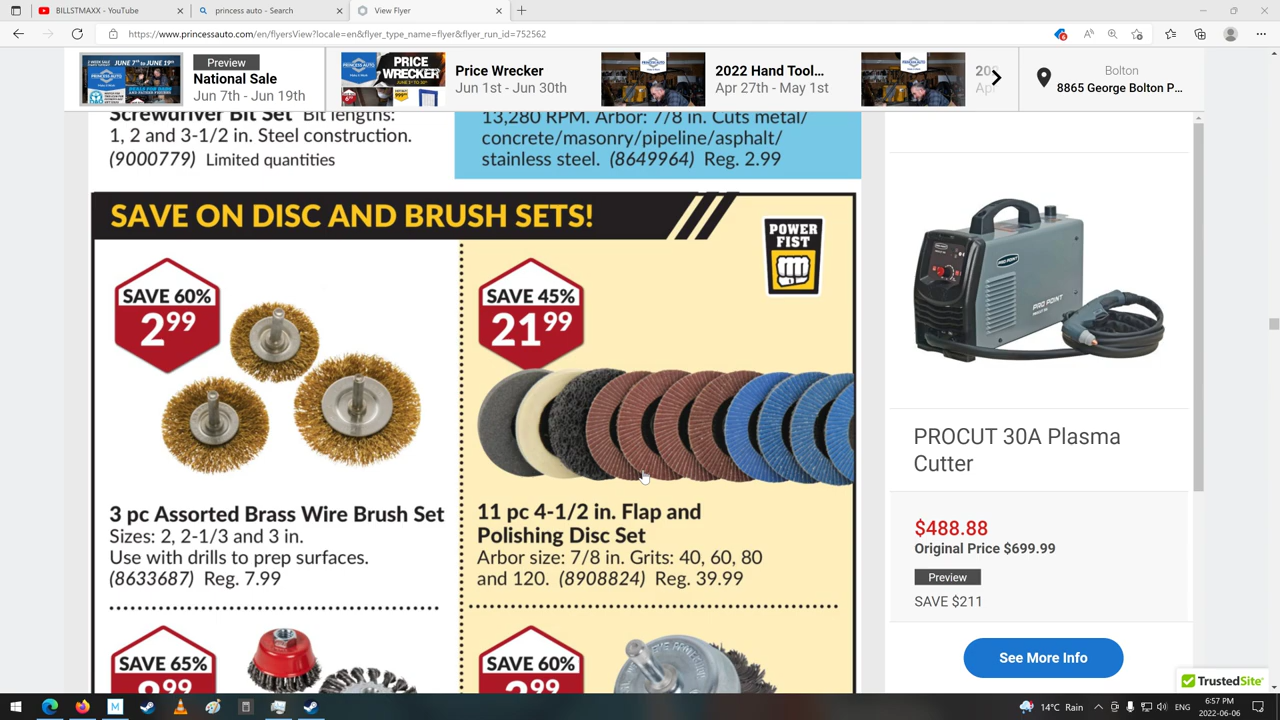 BILLSTMAXX - YouTube
princess auto - Search
View Flyer
https://www.princessauto.com/en/flyersView?locale=en&flyer_type_name=flyer&flyer_run_id=752562
JUNE 7TH to JUNE 19TH
Preview
National Sale
Jun 7th - Jun 19th
PRICE
WRECKER
Price Wrecker
Jun 1st - Jun 30th
2022 Hand Tool...
Apr 27th - May 1st
Bolton
8865 George Bolton P...
Screwdriver Bit Set Bit lengths:
1, 2 and 3-1/2 in. Steel construction.
(9000779) Limited quantities
13,280 RPM. Arbor: 7/8 in. Cuts metal/
concrete/masonry/pipeline/asphalt/
stainless steel. (8649964) Reg. 2.99
SAVE ON DISC AND BRUSH SETS!
POWER
FIST
SAVE 60%
2 99
3 pc Assorted Brass Wire Brush Set
Sizes: 2, 2-1/3 and 3 in.
Use with drills to prep surfaces.
(8633687) Reg. 7.99
SAVE 45%
21 99
11 pc 4-1/2 in. Flap and
Polishing Disc Set
Arbor size: 7/8 in. Grits: 40, 60, 80
and 120. (8908824) Reg. 39.99
SAVE 65%
8 99
SAVE 60%
PRO POINT
PROCUT 30A Plasma
Cutter
$488.88
Original Price $699.99
Preview
SAVE $211
See More Info
TrustedSite
14°C Rain
ENG
6:57 PM
2022-06-06